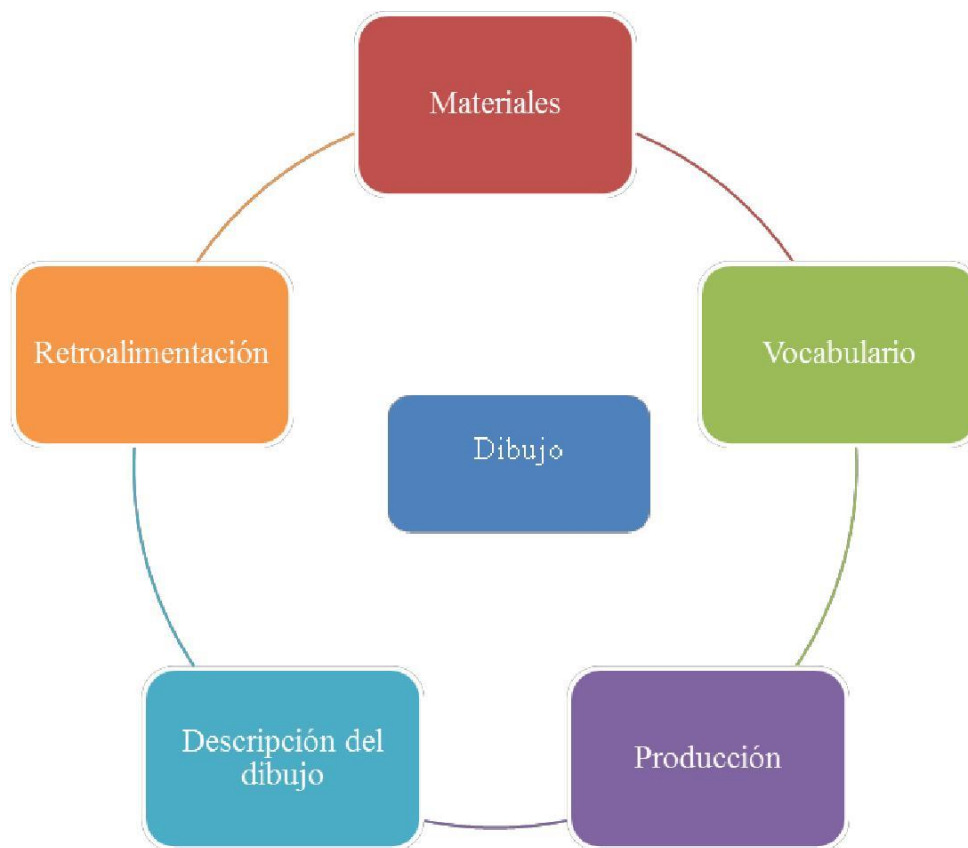 Materiales
Retroalimentación
Vocabulario
Dibujo
Descripción del
dibujo
Producción